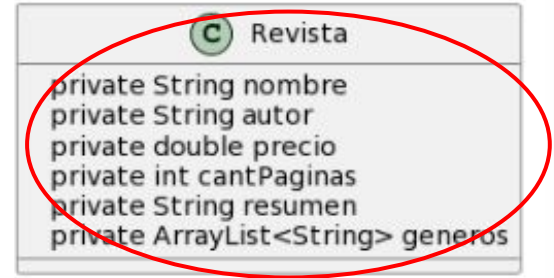 C Revista
private String nombre
private String autor
private double precio
private int cantPaginas
private String resumen
private ArrayList<String> generos